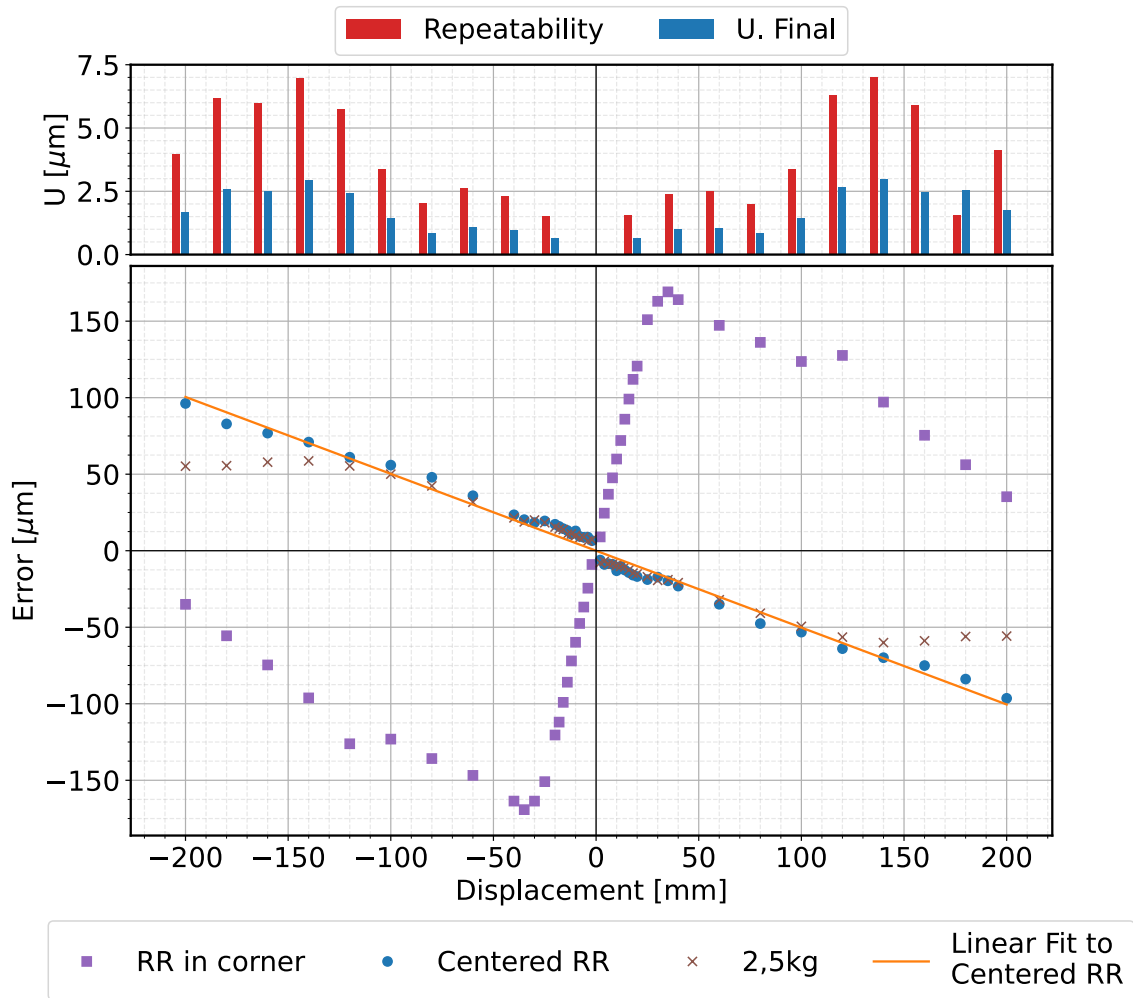 Repeatability U. Final
7.5
5.0
2.5
0.0
U [μm]
150
100
50
0
−50
−100
−150
Error [μm]
−200 −150 −100 −50 0 50 100 150 200
Displacement [mm]
RR in corner Centered RR 2,5kg Linear Fit to
Centered RR